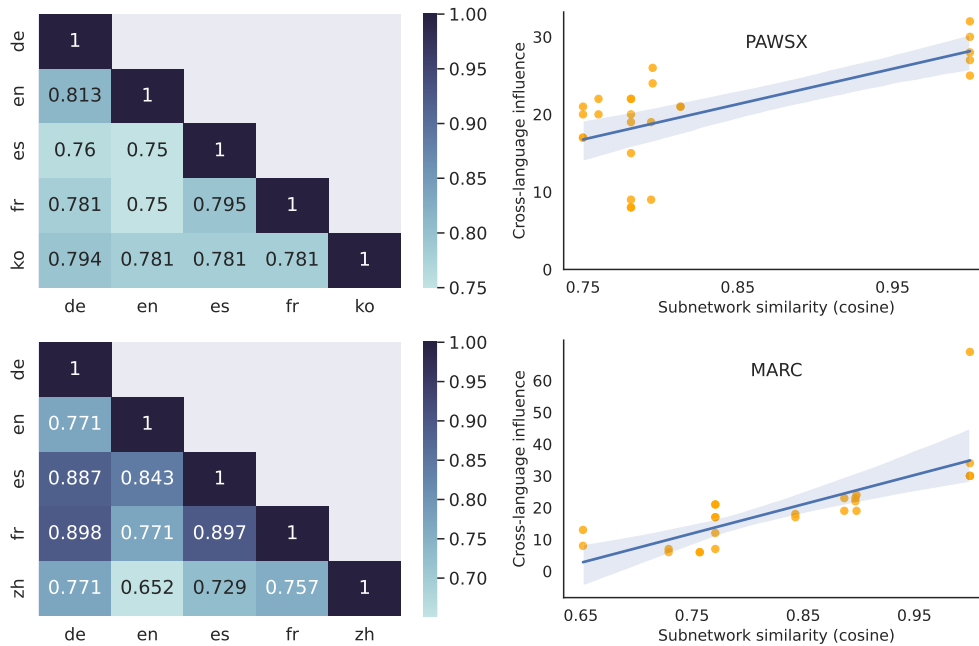 de
1
en
0.813
1
es
0.76
0.75
1
fr
0.781
0.75
0.795
1
ko
0.794
0.781
0.781
0.781
1
de
en
es
fr
ko
1.00
0.95
0.90
0.85
0.80
0.75
PAWSX
Cross-language influence
30
20
10
0
0.75
0.85
0.95
Subnetwork similarity (cosine)
de
1
en
0.771
1
es
0.887
0.843
1
fr
0.898
0.771
0.897
1
zh
0.771
0.652
0.729
0.757
1
de
en
es
fr
zh
1.00
0.95
0.90
0.85
0.80
0.75
0.70
MARC
Cross-language influence
60
50
40
30
20
10
0
0.65
0.75
0.85
0.95
Subnetwork similarity (cosine)